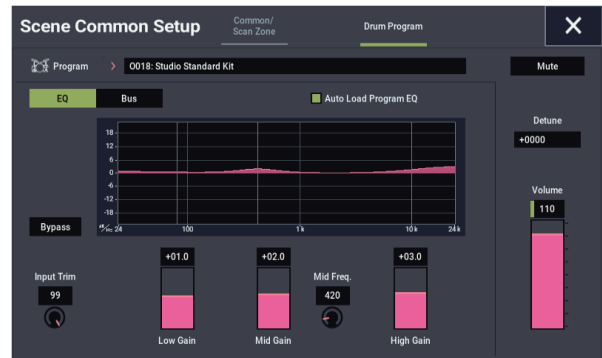 Scene Common Setup
Common/
Scan Zone
Drum Program
Program
O018: Studio Standard Kit
Mute
EQ
Bus
Auto Load Program EQ
Detune
+0000
18
12
6
0
-6
-12
-18
24
100
1k
10k
24k
Volume
110
Bypass
Input Trim
99
+01.0
+02.0
Mid Freq.
420
+03.0
Low Gain
Mid Gain
High Gain